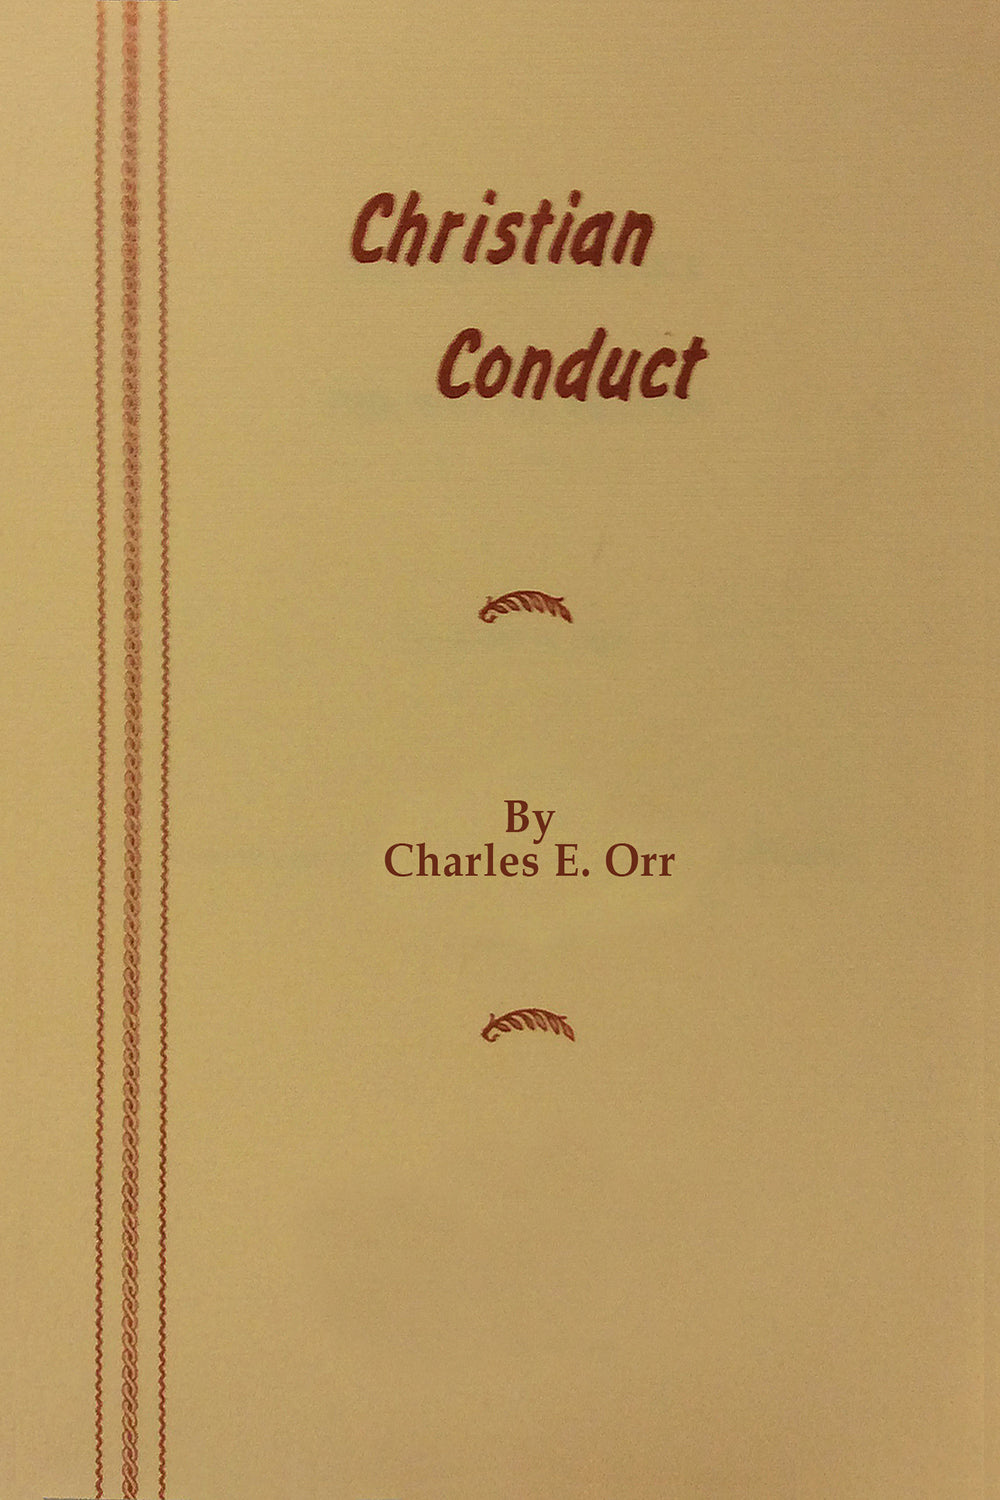 Christian
Conduct
By
Charles E. Orr